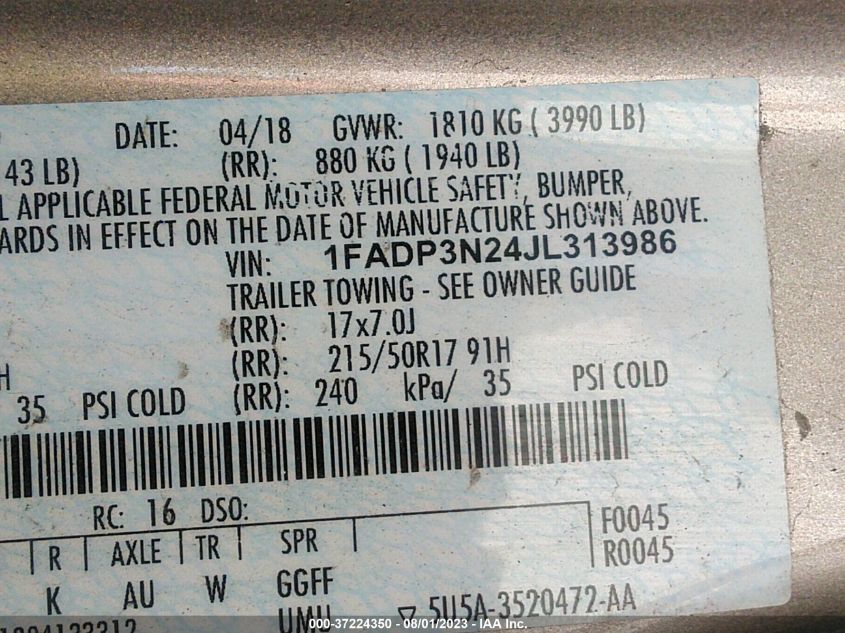 DATE: 04/18 GVWR: 1810 KG ( 3990 LB)
43 LB) (RR): 880 KG ( 1940 LB)
L APPLICABLE FEDERAL MOTOR VEHICLE SAFETY, BUMPER,
ARDS IN EFFECT ON THE DATE OF MANUFACTURE SHOWN ABOVE.
VIN: 1FADP3N24JL313986
TRAILER TOWING - SEE OWNER GUIDE
(RR): 17x7.0J
H (RR): 215/50R17 91H
35 PSI COLD (RR): 240 kPa/ 35 PSI COLD
RC: 16 DSO:
F0045
R AXLE TR SPR R0045
K AU W GGFF
UMU 5U5A-3520472-AA
000-37224350 - 08/01/2023 - IAA Inc.